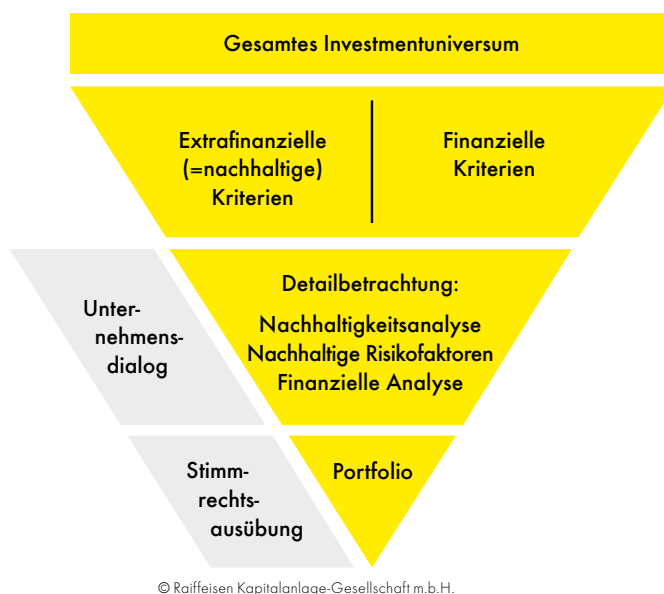 Gesamtes Investmentuniversum
Extrafinanzielle
(=nachhaltige)
Kriterien
Finanzielle
Kriterien
Detailbetrachtung:
Nachhaltigkeitsanalyse
Nachhaltige Risikofaktoren
Finanzielle Analyse
Unter-
nehmens-
dialog
Portfolio
Stimm-
rechts-
ausübung
© Raiffeisen Kapitalanlage-Gesellschaft m.b.H.